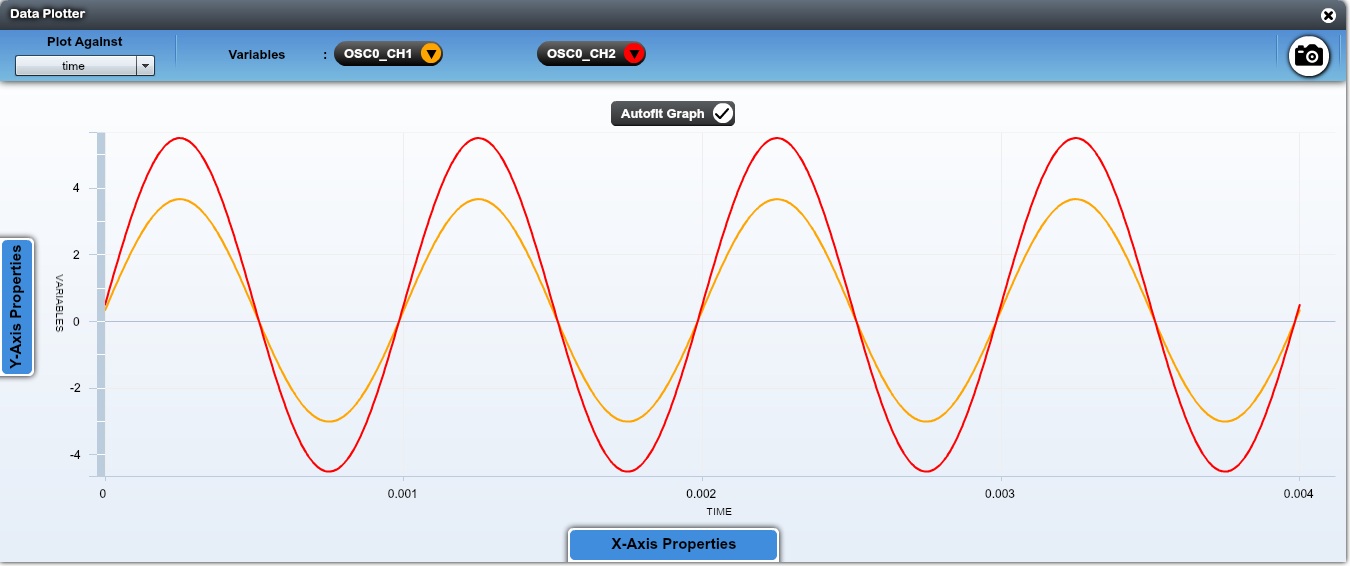 Data Plotter
Plot Against
time
Variables : OSC0_CH1 OSC0_CH2
Autofit Graph
4
2
0
-2
-4
VARIABLES
Y-Axis Properties
0 0.001 0.002 0.003 0.004
TIME
X-Axis Properties